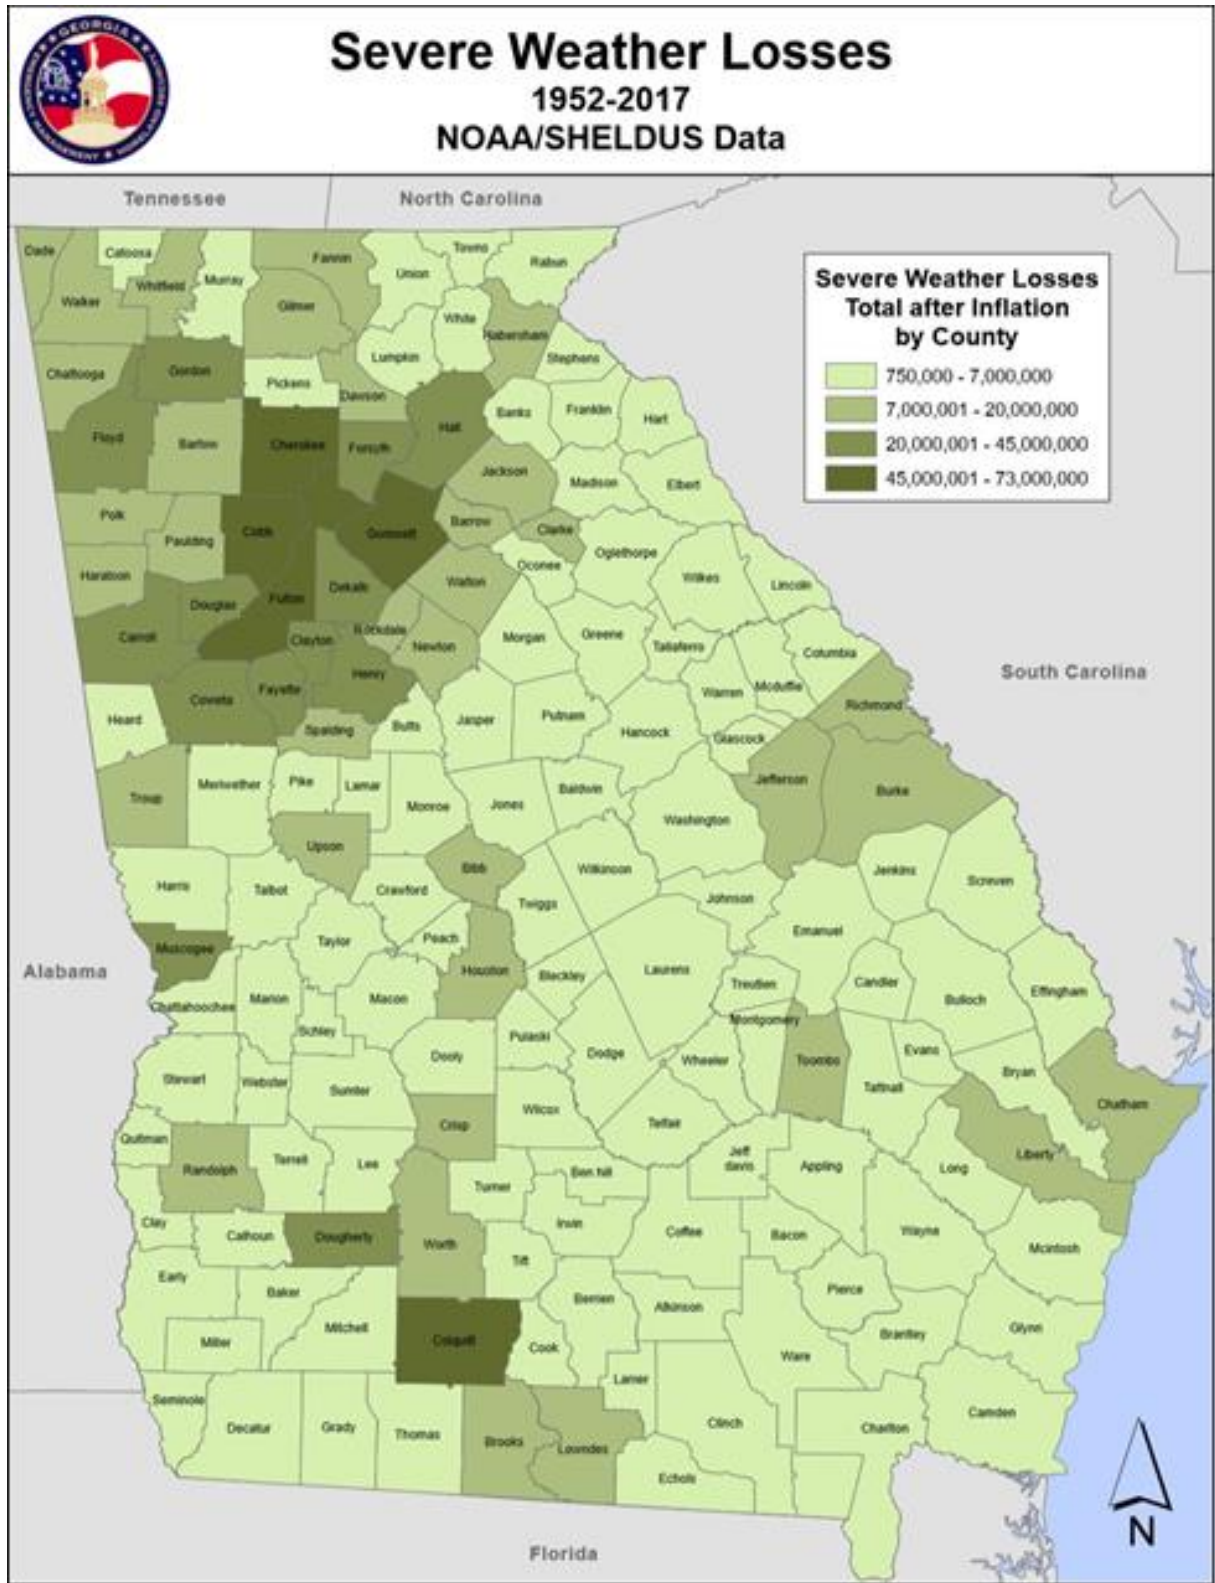 GEORGIA
Severe Weather Losses
1952-2017
NOAA/SHELDUS Data
Tennessee
North Carolina
Dade
Catoosa
Whitfield
Murray
Fannin
Union
Towns
Rabun
Walker
Gilmer
White
Habersham
Lumpkin
Stephens
Chattooga
Gordon
Pickens
Dawson
Severe Weather Losses
Total after Inflation
by County
750,000 - 7,000,000
7,000,001 - 20,000,000
20,000,001 - 45,000,000
45,000,001 - 73,000,000
Floyd
Bartow
Cherokee
Forsyth
Hall
Banks
Franklin
Hart
Jackson
Madison
Elbert
Polk
Paulding
Cobb
Gwinnett
Barrow
Clarke
Oconee
Oglethorpe
Wilkes
Lincoln
Haralson
Douglas
Fulton
Dekalb
Walton
Carroll
Clayton
Rockdale
Newton
Morgan
Greene
Taliaferro
Columbia
South Carolina
Heard
Coweta
Fayette
Henry
Spalding
Butts
Jasper
Putnam
Hancock
Warren
Mcduffie
Richmond
Glascock
Troup
Meriwether
Pike
Lamar
Monroe
Jones
Baldwin
Washington
Jefferson
Burke
Upson
Bibb
Wilkinson
Harris
Talbot
Crawford
Twiggs
Johnson
Jenkins
Screven
Muscogee
Taylor
Peach
Houston
Bleckley
Laurens
Emanuel
Treutlen
Candler
Bulloch
Effingham
Alabama
Chattahoochee
Marion
Macon
Schley
Dooly
Pulaski
Dodge
Wheeler
Montgomery
Toombs
Evans
Tattnall
Bryan
Chatham
Stewart
Webster
Sumter
Crisp
Wilcox
Telfair
Liberty
Quitman
Randolph
Terrell
Lee
Turner
Ben hill
Jeff
davis
Appling
Long
Clay
Calhoun
Dougherty
Worth
Tift
Irwin
Coffee
Bacon
Wayne
Mcintosh
Early
Baker
Mitchell
Miller
Colquitt
Cook
Berrien
Atkinson
Pierce
Brantley
Glynn
Ware
Lanier
Seminole
Decatur
Grady
Thomas
Brooks
Lowndes
Clinch
Echols
Charlton
Camden
Florida
N